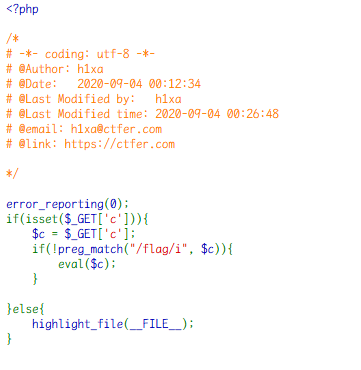 <?php
/*
# -*- coding: utf-8 -*-
# @Author: h1xa
# @Date:   2020-09-04 00:12:34
# @Last Modified by:   h1xa
# @Last Modified time: 2020-09-04 00:26:48
# @email: h1xa@ctfer.com
# @link: https://ctfer.com
*/
error_reporting(0);
if(isset($_GET['c'])){
    $c = $_GET['c'];
    if(!preg_match("/flag/i", $c)){
        eval($c);
    }
}else{
    highlight_file(__FILE__);
}